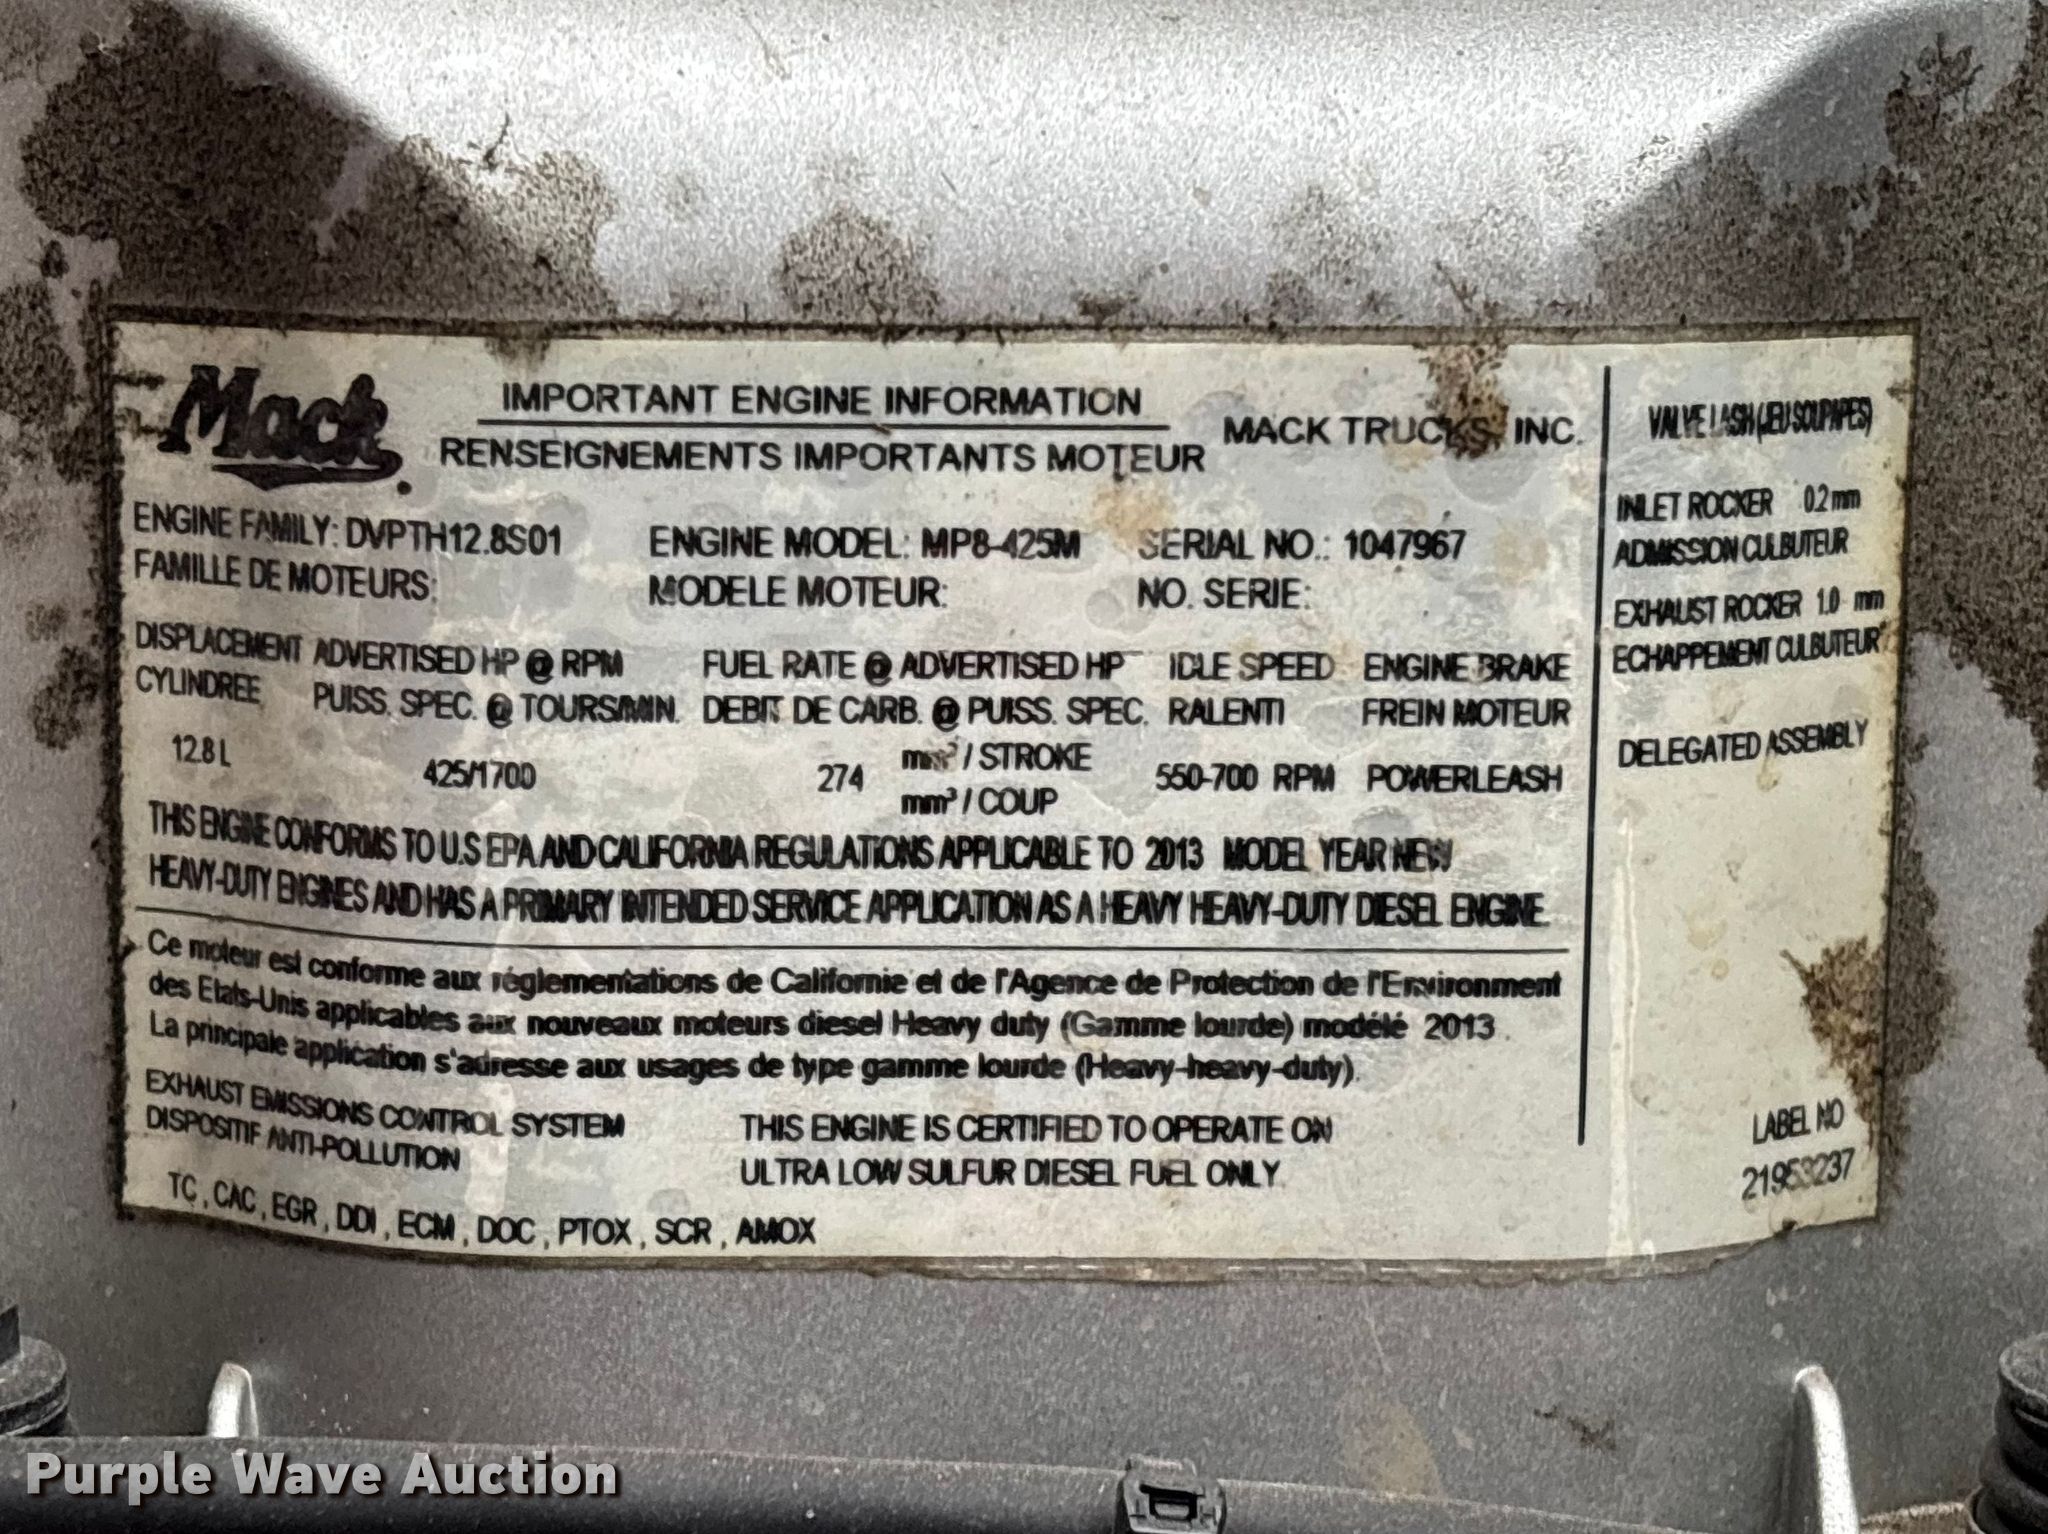 Mack
IMPORTANT ENGINE INFORMATION
RENSEIGNEMENTS IMPORTANTS MOTEUR
MACK TRUCKS, INC.
ENGINE FAMILY: DVPTH12.8S01 ENGINE MODEL: MP8-425M SERIAL NO.: 1047967
FAMILLE DE MOTEURS: MODELE MOTEUR: NO. SERIE:
DISPLACEMENT ADVERTISED HP @ RPM FUEL RATE @ ADVERTISED HP IDLE SPEED ENGINE BRAKE
CYLINDREE PUISS. SPEC. @ TOURS/MIN. DEBIT DE CARB. @ PUISS. SPEC. RALENTI FREIN MOTEUR
12.8 L 425/1700 274 mm³ / STROKE 550-700 RPM POWERLEASH
mm³ / COUP
THIS ENGINE CONFORMS TO U.S EPA AND CALIFORNIA REGULATIONS APPLICABLE TO 2013 MODEL YEAR NEW
HEAVY-DUTY ENGINES AND HAS A PRIMARY INTENDED SERVICE APPLICATION AS A HEAVY HEAVY-DUTY DIESEL ENGINE.
Ce moteur est conforme aux réglementations de Californie et de l'Agence de Protection de l'Environment
des Etats-Unis applicables aux nouveaux moteurs diesel Heavy duty (Gamme lourde) modélé 2013.
La principale application s'adresse aux usages de type gamme lourde (Heavy-heavy-duty).
EXHAUST EMISSIONS CONTROL SYSTEM
DISPOSITIF ANTI-POLLUTION
TC, CAC, EGR, DDI, ECM, DOC, PTOX, SCR, AMOX
THIS ENGINE IS CERTIFIED TO OPERATE ON
ULTRA LOW SULFUR DIESEL FUEL ONLY
VALVE LASH (JEU SOUPAPES)
INLET ROCKER 0.2 mm
ADMISSION CULBUTEUR
EXHAUST ROCKER 1.0 mm
ECHAPPEMENT CULBUTEUR
DELEGATED ASSEMBLY
LABEL NO
21953237
Purple Wave Auction